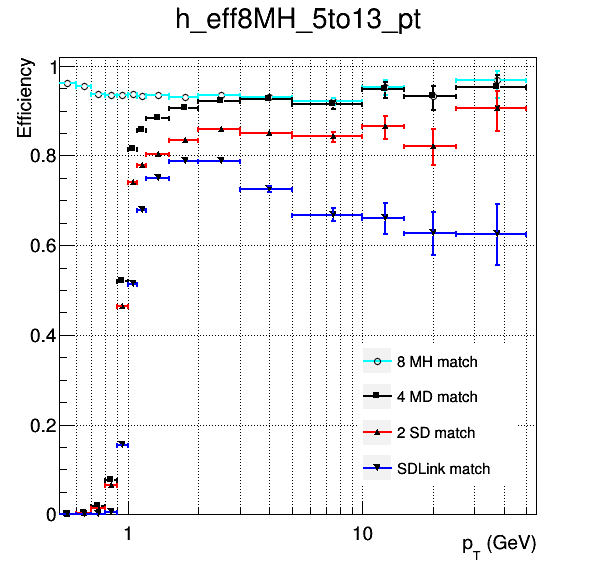 h_eff8MH_5to13_pt
Efficiency
1
0.8
0.6
0.4
0.2
0
8 MH match
4 MD match
2 SD match
SDLink match
1
10
p_T (GeV)